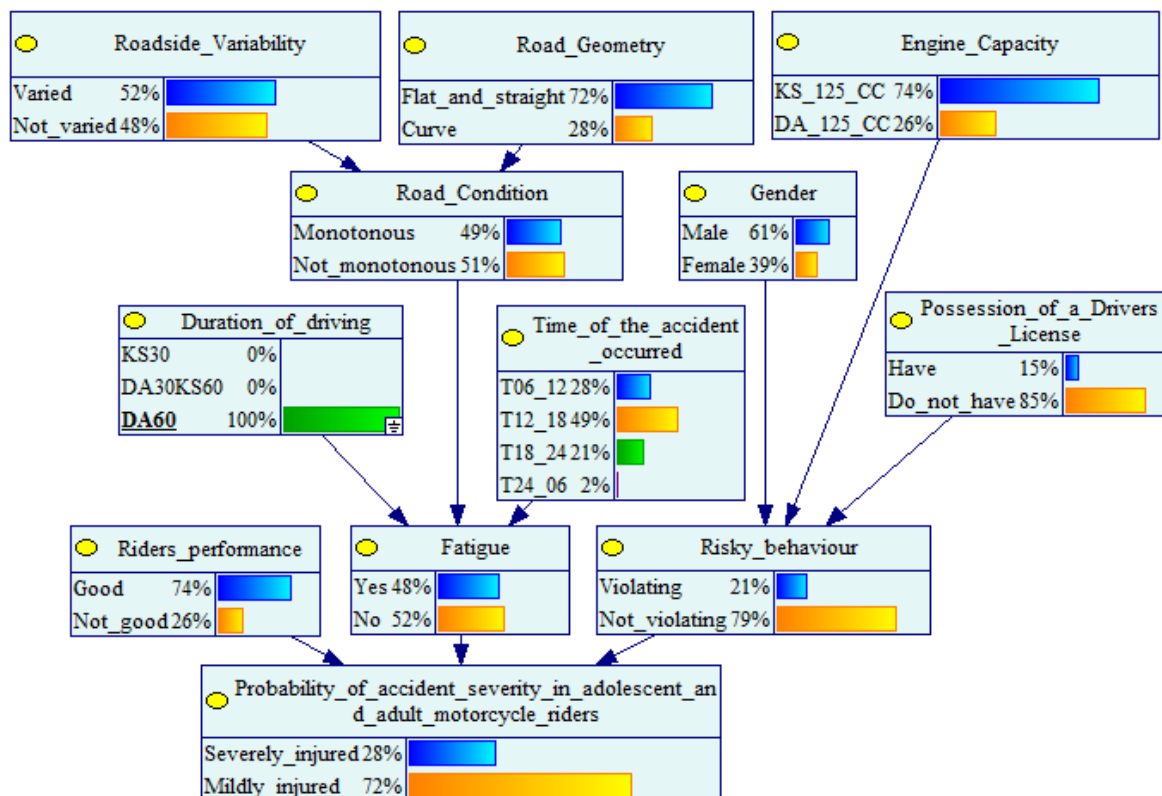 Roadside_Variability
Varied 52%
Not_varied 48%
Road_Geometry
Flat_and_straight 72%
Curve 28%
Engine_Capacity
KS_125_CC 74%
DA_125_CC 26%
Road_Condition
Monotonous 49%
Not_monotonous 51%
Gender
Male 61%
Female 39%
Duration_of_driving
KS30 0%
DA30KS60 0%
DA60 100%
Time_of_the_accident
_occurred
T06_12 28%
T12_18 49%
T18_24 21%
T24_06 2%
Possession_of_a_Drivers
_License
Have 15%
Do_not_have 85%
Riders_performance
Good 74%
Not_good 26%
Fatigue
Yes 48%
No 52%
Risky_behaviour
Violating 21%
Not_violating 79%
Probability_of_accident_severity_in_adolescent_an
d_adult_motorcycle_riders
Severely_injured 28%
Mildly_injured 72%